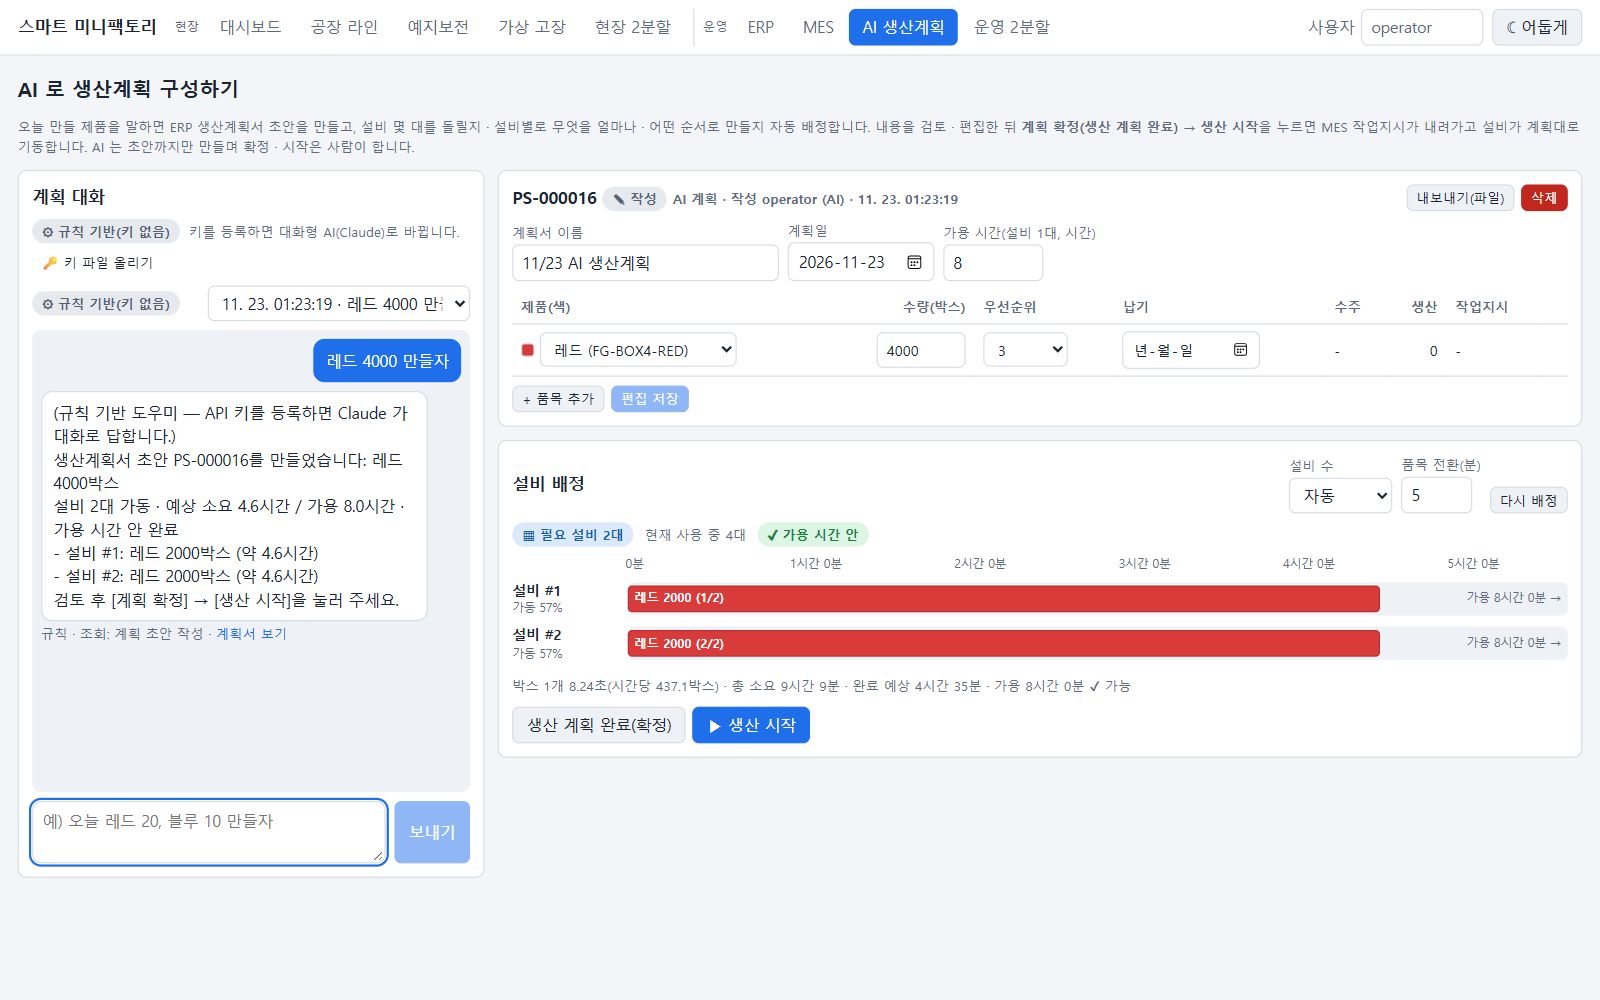 스마트 미니팩토리 현장 대시보드 공장 라인 예지보전 가상 고장 현장 2분할 운영 ERP MES AI 생산계획 운영 2분할 사용자 operator ☾ 어둡게
AI 로 생산계획 구성하기
오늘 만들 제품을 말하면 ERP 생산계획서 초안을 만들고, 설비 몇 대를 돌릴지 · 설비별로 무엇을 얼마나 · 어떤 순서로 만들지 자동 배정합니다. 내용을 검토 · 편집한 뒤 계획 확정(생산 계획 완료) → 생산 시작을 누르면 MES 작업지시가 내려가고 설비가 계획대로
기동합니다. AI 는 초안까지만 만들며 확정 · 시작은 사람이 합니다.
계획 대화
⚙ 규칙 기반(키 없음) 키를 등록하면 대화형 AI(Claude)로 바뀝니다.
🔑 키 파일 올리기
⚙ 규칙 기반(키 없음) 11. 23. 01:23:19 · 레드 4000 만
레드 4000 만들자
(규칙 기반 도우미 — API 키를 등록하면 Claude 가
대화로 답합니다.)
생산계획서 초안 PS-000016를 만들었습니다: 레드
4000박스
설비 2대 가동 · 예상 소요 4.6시간 / 가용 8.0시간 ·
가용 시간 안 완료
- 설비 #1: 레드 2000박스 (약 4.6시간)
- 설비 #2: 레드 2000박스 (약 4.6시간)
검토 후 [계획 확정] → [생산 시작]을 눌러 주세요.
규칙 · 조회: 계획 초안 작성 · 계획서 보기
예) 오늘 레드 20, 블루 10 만들자
보내기
PS-000016 ✎ 작성 AI 계획 · 작성 operator (AI) · 11. 23. 01:23:19 내보내기(파일) 삭제
계획서 이름 계획일 가용 시간(설비 1대, 시간)
11/23 AI 생산계획 2026-11-23 8
제품(색) 수량(박스) 우선순위 납기 수주 생산 작업지시
레드 (FG-BOX4-RED) 4000 3 년-월-일 - 0 -
+ 품목 추가 편집 저장
설비 배정 설비 수 품목 전환(분)
자동 5 다시 배정
▦ 필요 설비 2대 현재 사용 중 4대 ✔ 가용 시간 안
0분 1시간 0분 2시간 0분 3시간 0분 4시간 0분 5시간 0분
설비 #1 레드 2000 (1/2) 가용 8시간 0분 →
가동 57%
설비 #2 레드 2000 (2/2) 가용 8시간 0분 →
가동 57%
박스 1개 8.24초(시간당 437.1박스) · 총 소요 9시간 9분 · 완료 예상 4시간 35분 · 가용 8시간 0분 ✔ 가능
생산 계획 완료(확정) ▶ 생산 시작